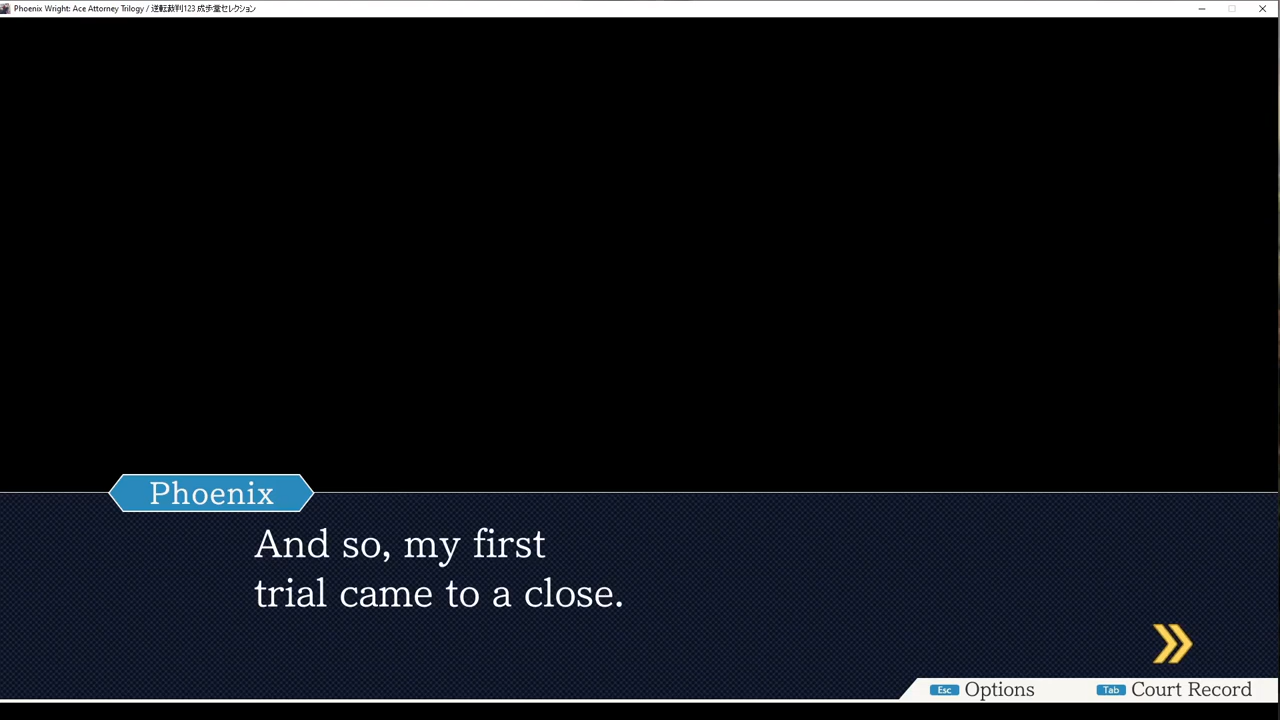 Phoenix Wright: Ace Attorney Trilogy / 逆転裁判123 成歩堂セレクション
Phoenix
And so, my first
trial came to a close.
Esc Options Tab Court Record